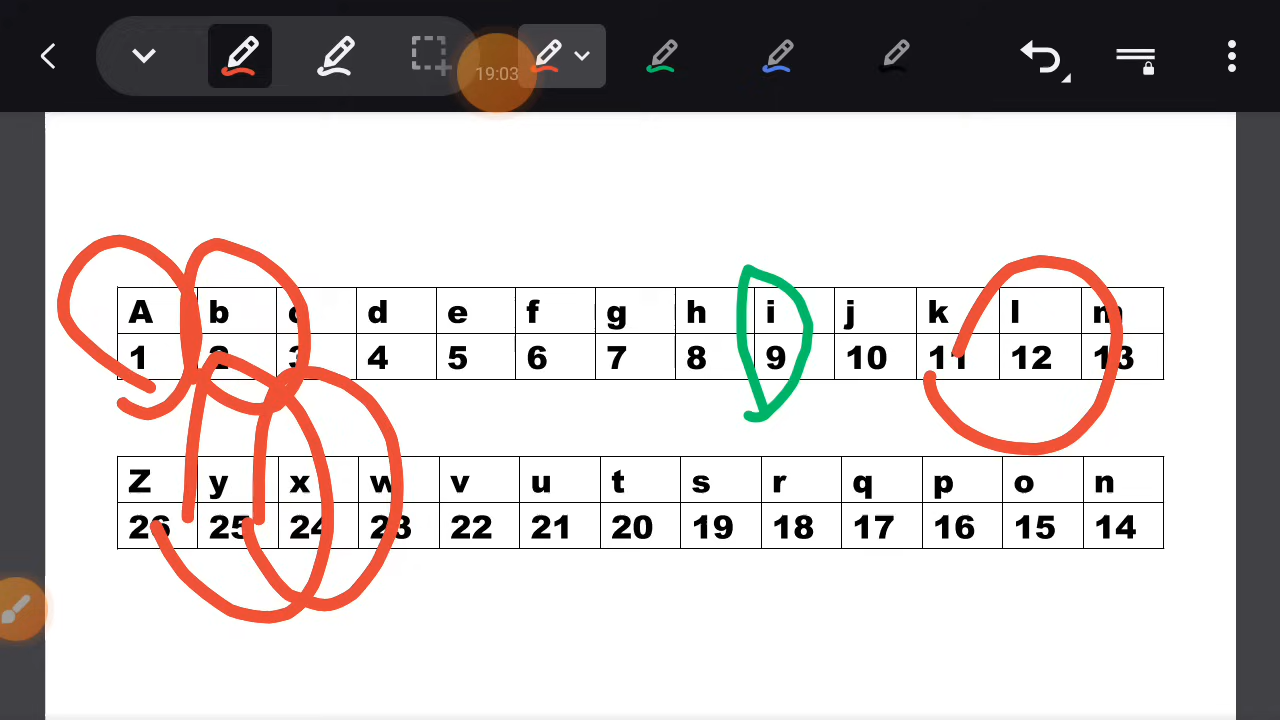 19:03
A b c d e f g h i j k l m
1 2 3 4 5 6 7 8 9 10 11 12 13
Z y x w v u t s r q p o n
26 25 24 23 22 21 20 19 18 17 16 15 14